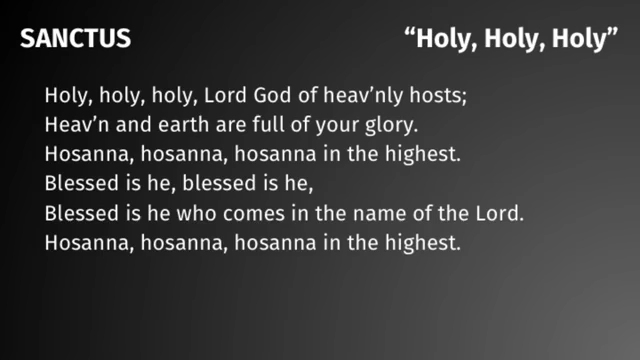 SANCTUS “Holy, Holy, Holy”
Holy, holy, holy, Lord God of heav’nly hosts;
Heav’n and earth are full of your glory.
Hosanna, hosanna, hosanna in the highest.
Blessed is he, blessed is he,
Blessed is he who comes in the name of the Lord.
Hosanna, hosanna, hosanna in the highest.